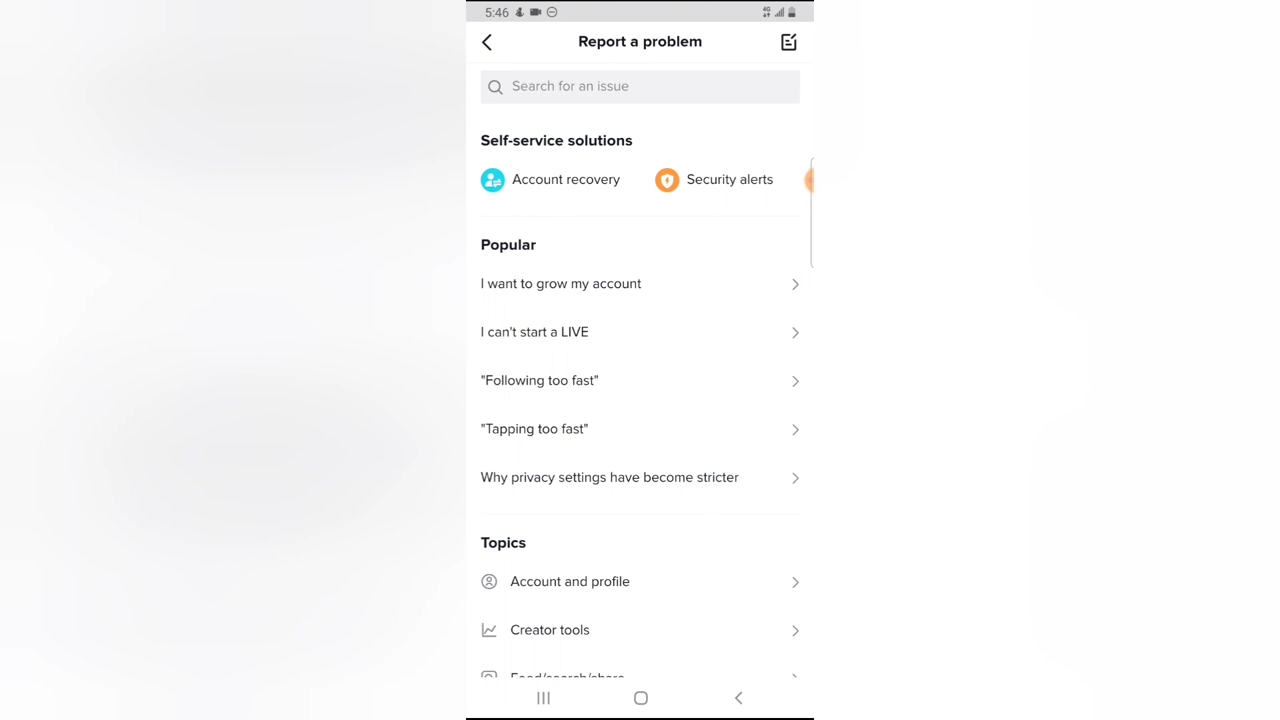 5:46
4G
Report a problem
Search for an issue
Self-service solutions
Account recovery
Security alerts
Popular
I want to grow my account
I can't start a LIVE
"Following too fast"
"Tapping too fast"
Why privacy settings have become stricter
Topics
Account and profile
Creator tools
Feed/search/share